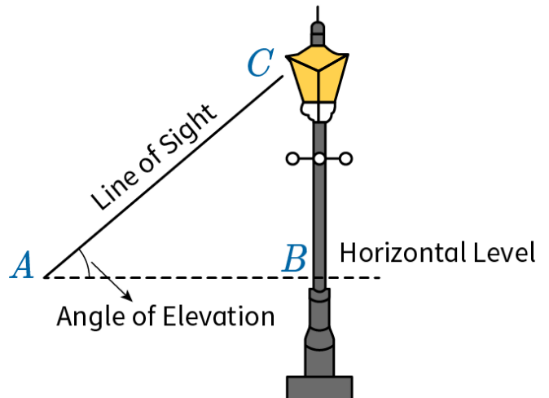 C
Line of Sight
A
B
Horizontal Level
Angle of Elevation